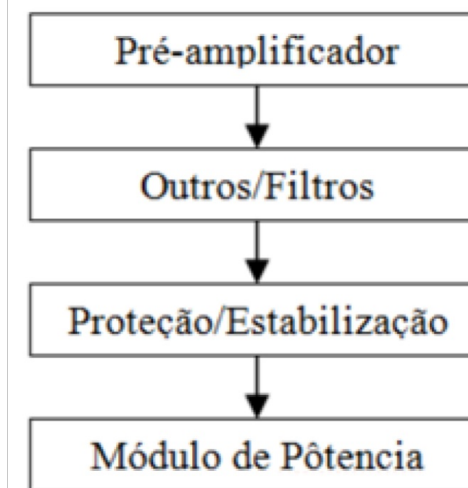 Pré-amplificador
Outros/Filtros
Proteção/Estabilização
Módulo de Pôtencia